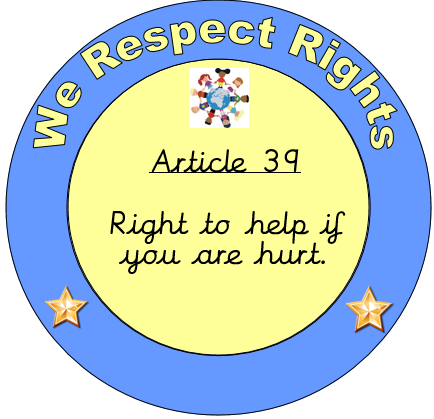 We Respect Rights
Article 39
Right to help if
you are hurt.